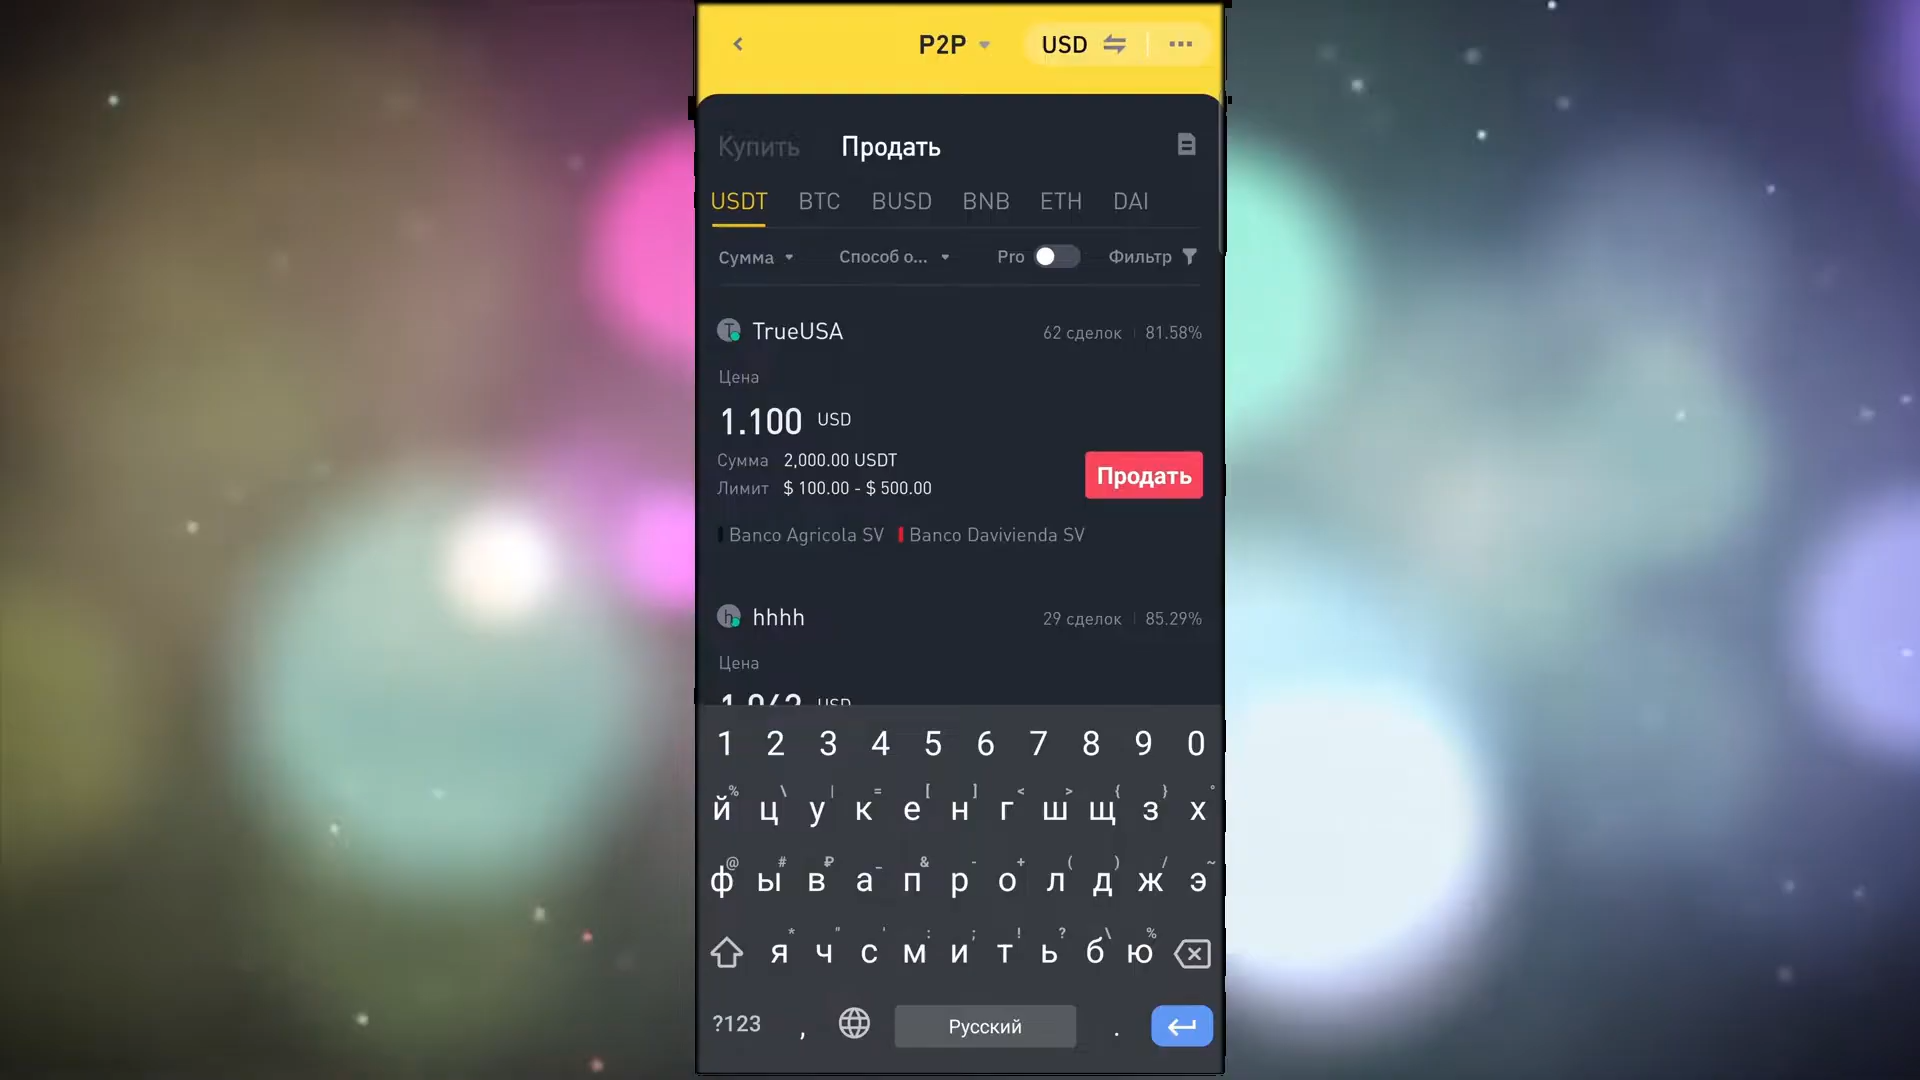 P2P USD
Купить Продать
USDT BTC BUSD BNB ETH DAI
Сумма Способ о... Pro Фильтр
T TrueUSA 62 сделок 81.58%
Цена
1.100 USD
Сумма 2,000.00 USDT
Лимит $ 100.00 - $ 500.00
Продать
Banco Agricola SV Banco Davivienda SV
h hhhh 29 сделок 85.29%
Цена
USD
1 2 3 4 5 6 7 8 9 0
% \ | = [ ] < > { } °
й ц у к е н г ш щ з х
@ # ₽ _ & - + ( ) / ~
ф ы в а п р о л д ж э
* " ' : ; ! ? \ %
я ч с м и т ь б ю
?123 , Русский .